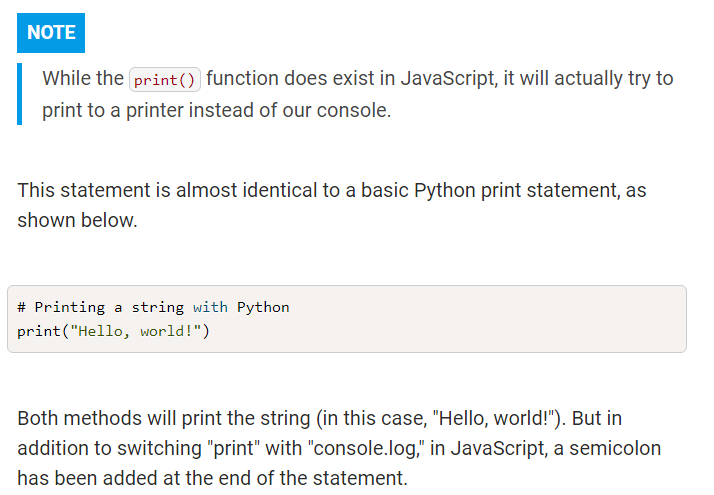 NOTE
While the print() function does exist in JavaScript, it will actually try to
print to a printer instead of our console.
This statement is almost identical to a basic Python print statement, as
shown below.
# Printing a string with Python
print("Hello, world!")
Both methods will print the string (in this case, "Hello, world!"). But in
addition to switching "print" with "console.log," in JavaScript, a semicolon
has been added at the end of the statement.